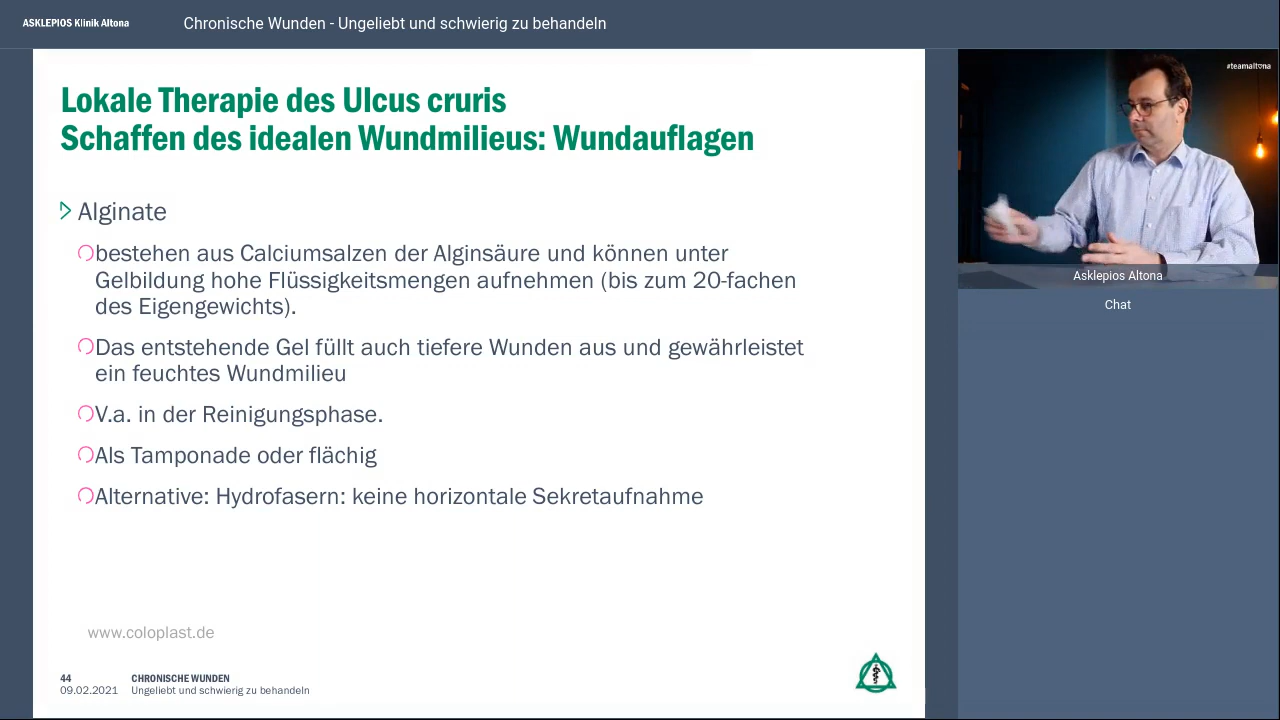 ASKLEPIOS Klinik Altona
Chronische Wunden - Ungeliebt und schwierig zu behandeln
#teamaltona
Lokale Therapie des Ulcus cruris
Schaffen des idealen Wundmilieus: Wundauflagen
Alginate
bestehen aus Calciumsalzen der Alginsäure und können unter
Gelbildung hohe Flüssigkeitsmengen aufnehmen (bis zum 20-fachen
des Eigengewichts).
Das entstehende Gel füllt auch tiefere Wunden aus und gewährleistet
ein feuchtes Wundmilieu
V.a. in der Reinigungsphase.
Als Tamponade oder flächig
Alternative: Hydrofasern: keine horizontale Sekretaufnahme
www.coloplast.de
44 CHRONISCHE WUNDEN
09.02.2021 Ungeliebt und schwierig zu behandeln
Asklepios Altona
Chat